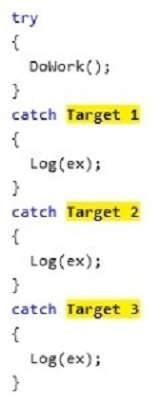 try
{
DoWork();
}
catch Target 1
{
Log(ex);
}
catch Target 2
{
Log(ex);
}
catch Target 3
{
Log(ex);
}